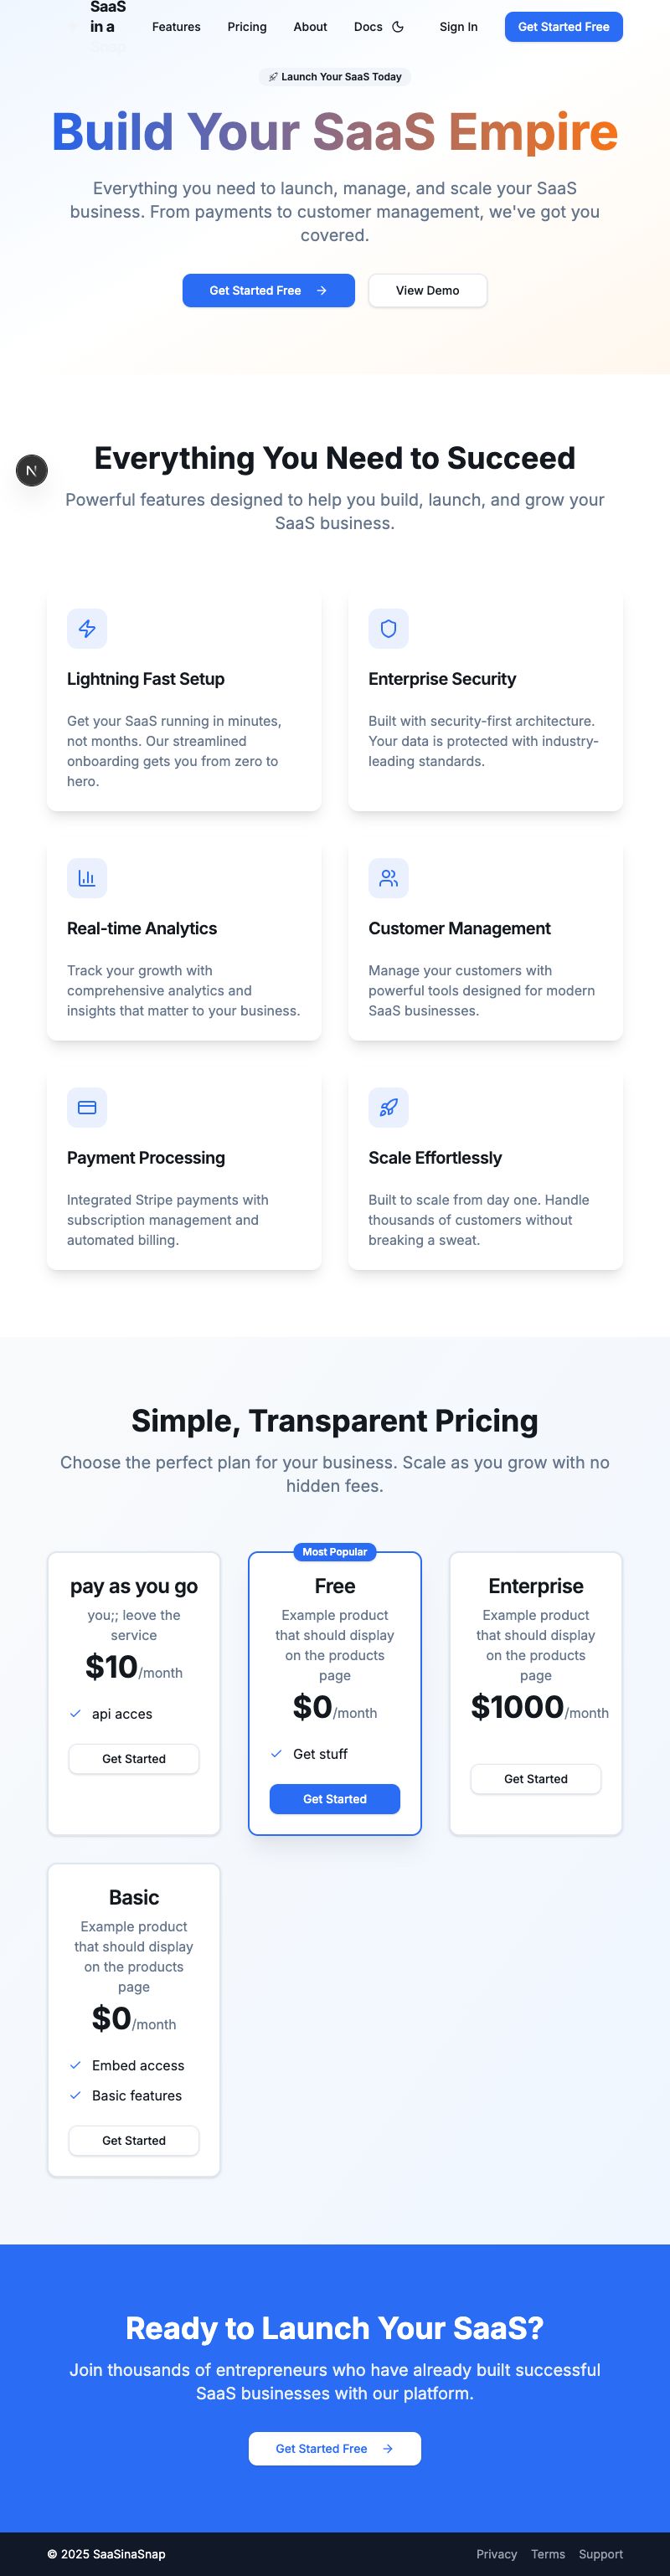 SaaS
in a
Snap
Features Pricing About Docs Sign In Get Started Free
Launch Your SaaS Today
Build Your SaaS Empire
Everything you need to launch, manage, and scale your SaaS
business. From payments to customer management, we've got you
covered.
Get Started Free View Demo
N
Everything You Need to Succeed
Powerful features designed to help you build, launch, and grow your
SaaS business.
Lightning Fast Setup
Get your SaaS running in minutes,
not months. Our streamlined
onboarding gets you from zero to
hero.
Enterprise Security
Built with security-first architecture.
Your data is protected with industry-
leading standards.
Real-time Analytics
Track your growth with
comprehensive analytics and
insights that matter to your business.
Customer Management
Manage your customers with
powerful tools designed for modern
SaaS businesses.
Payment Processing
Integrated Stripe payments with
subscription management and
automated billing.
Scale Effortlessly
Built to scale from day one. Handle
thousands of customers without
breaking a sweat.
Simple, Transparent Pricing
Choose the perfect plan for your business. Scale as you grow with no
hidden fees.
pay as you go
you;; leove the
service
$10/month
api acces
Get Started
Most Popular
Free
Example product
that should display
on the products
page
$0/month
Get stuff
Get Started
Enterprise
Example product
that should display
on the products
page
$1000/month
Get Started
Basic
Example product
that should display
on the products
page
$0/month
Embed access
Basic features
Get Started
Ready to Launch Your SaaS?
Join thousands of entrepreneurs who have already built successful
SaaS businesses with our platform.
Get Started Free
© 2025 SaaSinaSnap Privacy Terms Support